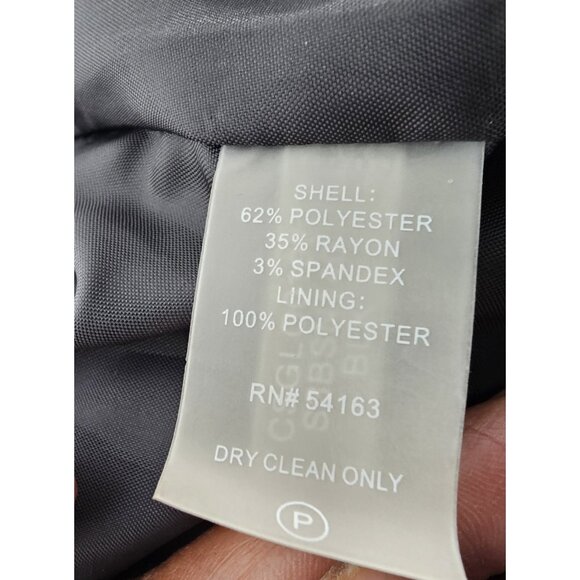 SHELL:
62% POLYESTER
35% RAYON
3% SPANDEX
LINING:
100% POLYESTER
RN# 54163
DRY CLEAN ONLY
P